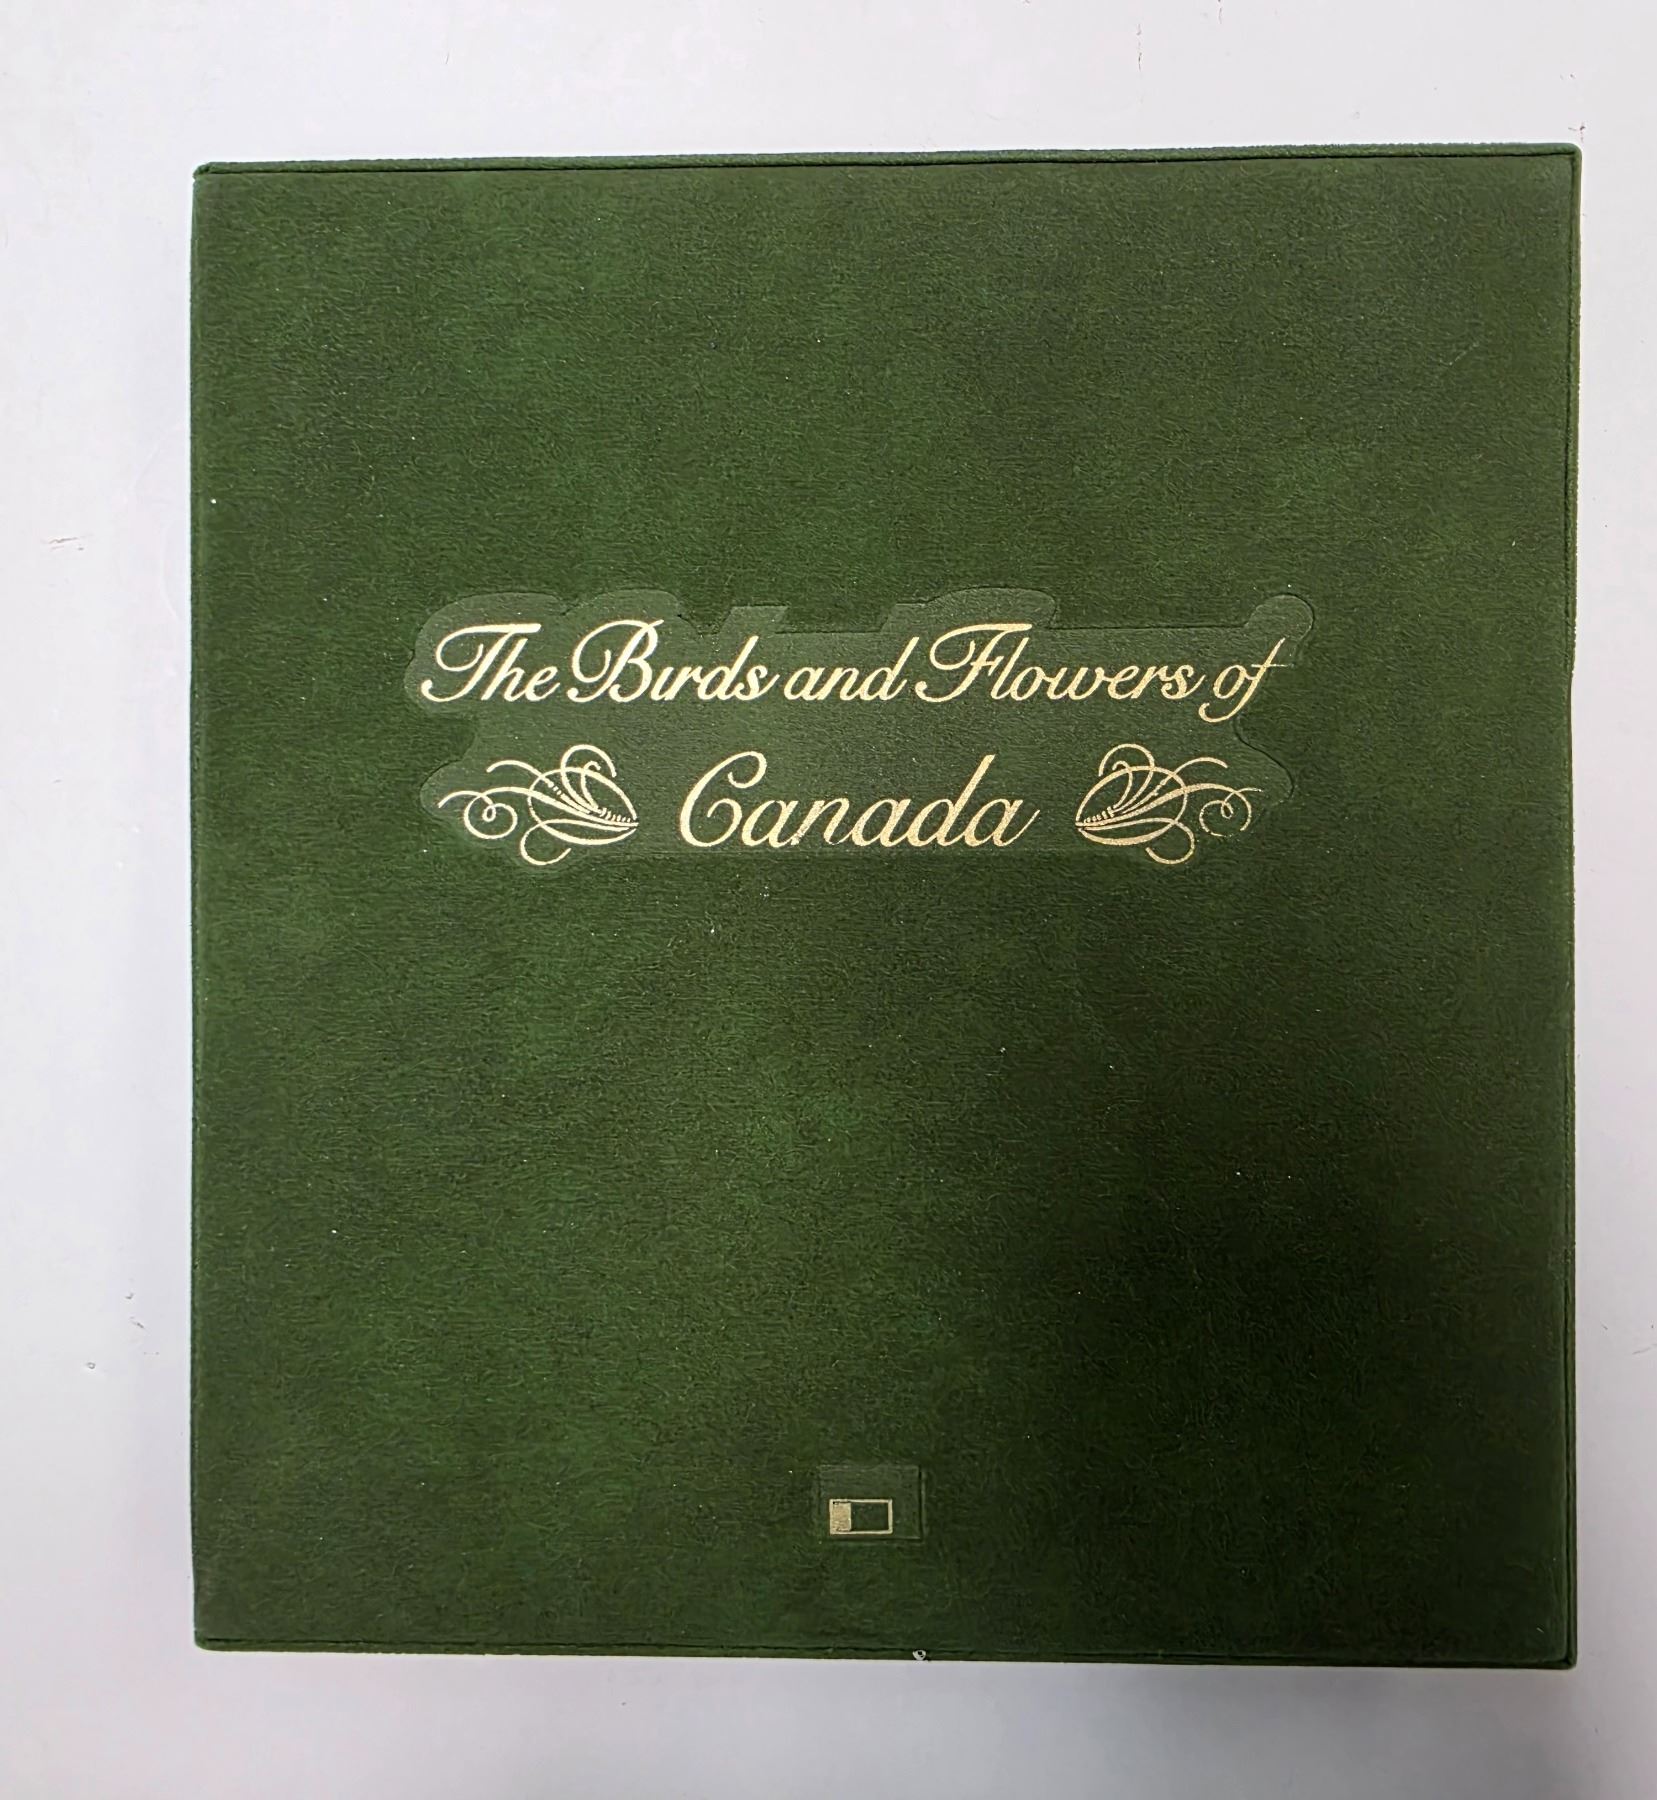 The Birds and Flowers of
Canada